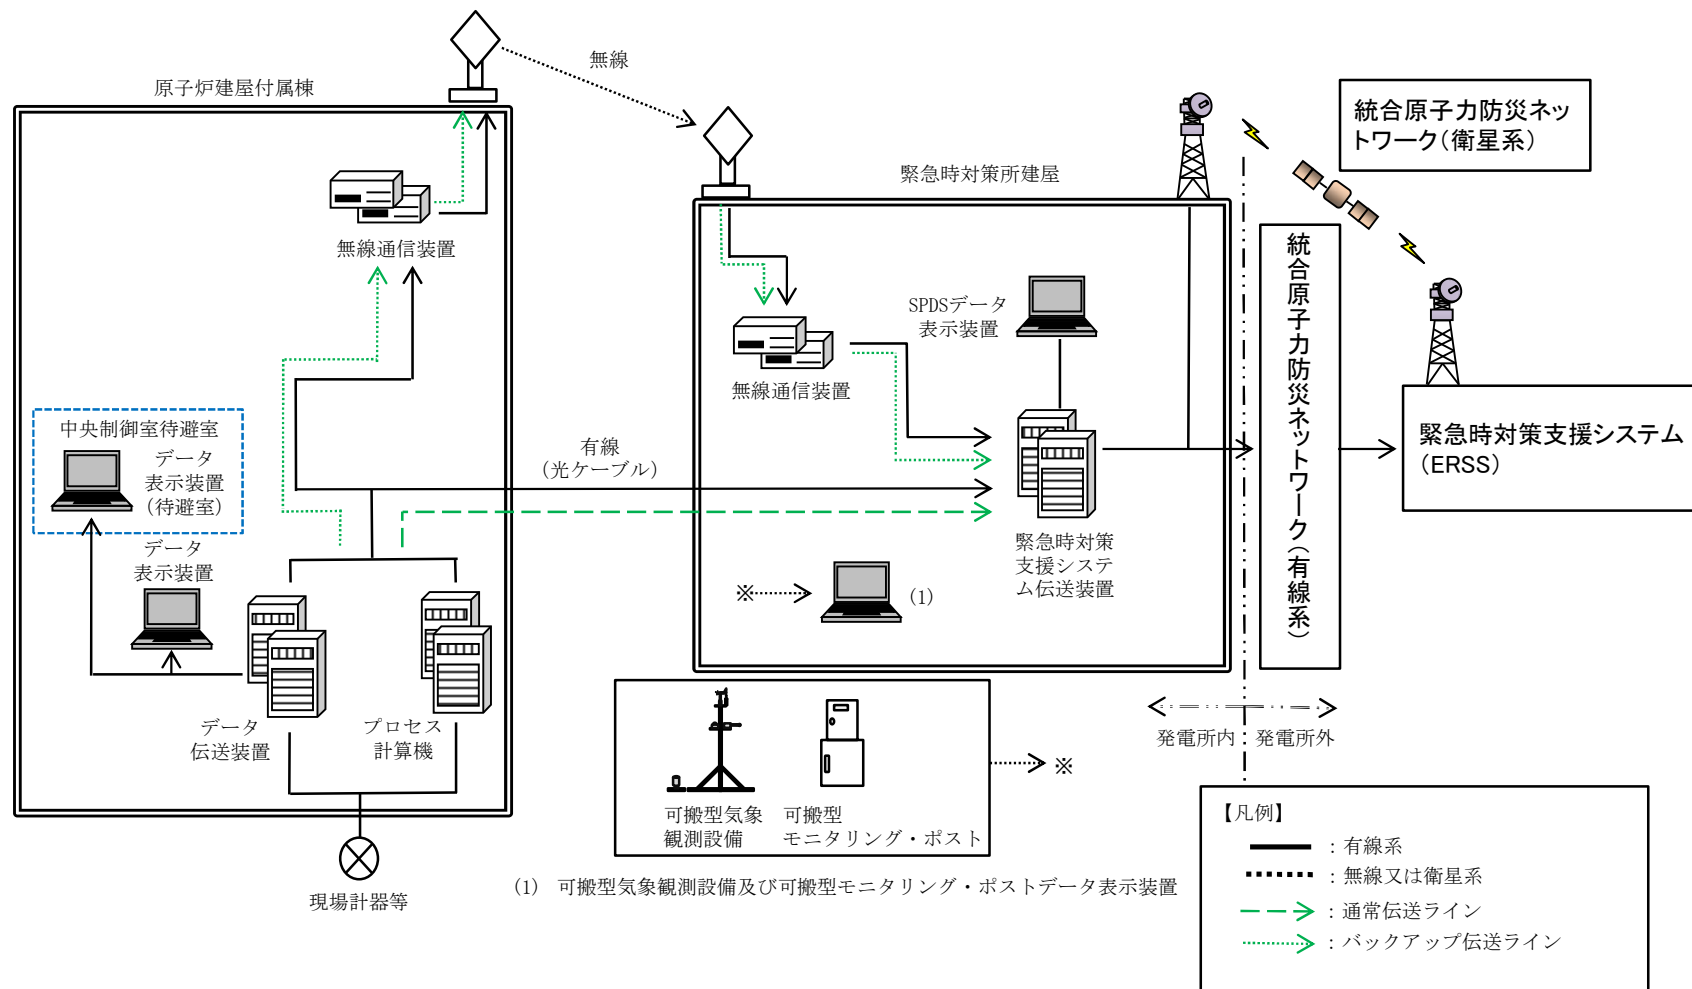 原子炉建屋付属棟
無線
無線通信装置
中央制御室待避室
データ
表示装置
(待避室)
データ
表示装置
データ
伝送装置
プロセス
計算機
現場計器等
有線
(光ケーブル)
緊急時対策所建屋
無線通信装置
SPDSデータ
表示装置
緊急時対策
支援システ
ム伝送装置
※
(1)
可搬型気象
観測設備
可搬型
モニタリング・ポスト
※
(1) 可搬型気象観測設備及び可搬型モニタリング・ポストデータ表示装置
統合原子力防災ネッ
トワーク(衛星系)
統合原子力防災ネットワーク(有線系)
緊急時対策支援システム
(ERSS)
発電所内
発電所外
【凡例】
:有線系
:無線又は衛星系
:通常伝送ライン
:バックアップ伝送ライン